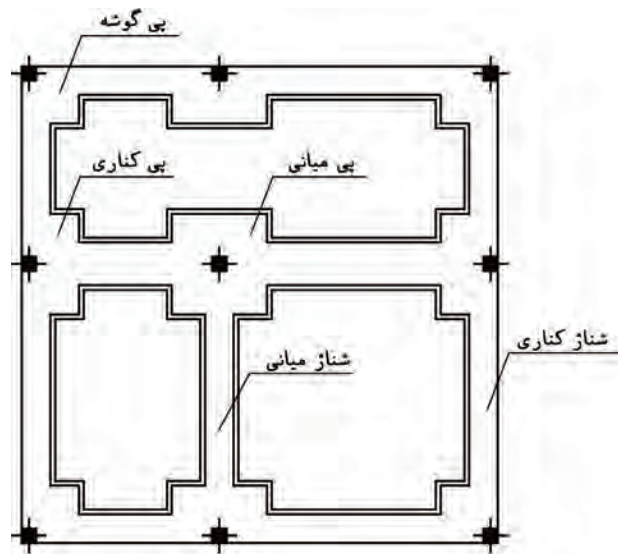 پی گوشه
پی کناری
پی میانی
شناژ کناری
شناژ میانی